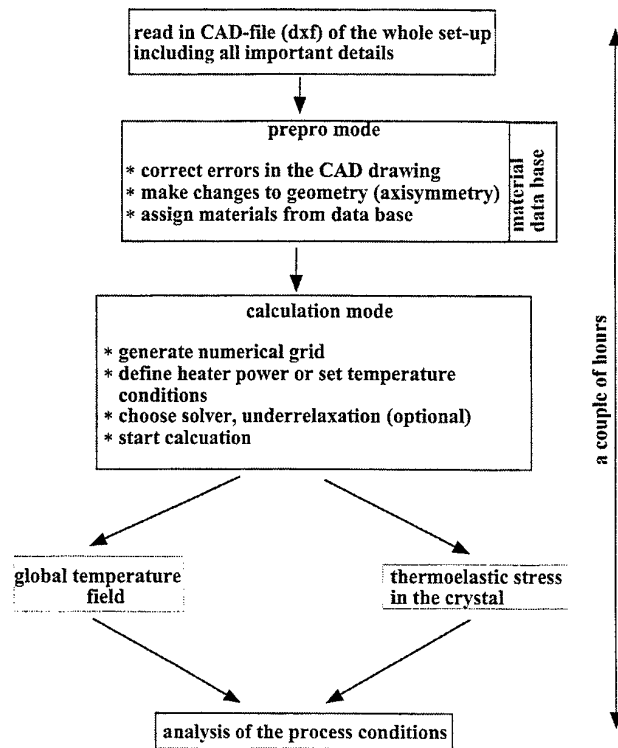 read in CAD-file (dxf) of the whole set-up
including all important details
prepro mode
* correct errors in the CAD drawing
* make changes to geometry (axisymmetry)
* assign materials from data base
material
data base
calculation mode
* generate numerical grid
* define heater power or set temperature
conditions
* choose solver, underrelaxation (optional)
* start calcuation
global temperature
field
thermoelastic stress
in the crystal
analysis of the process conditions
a couple of hours